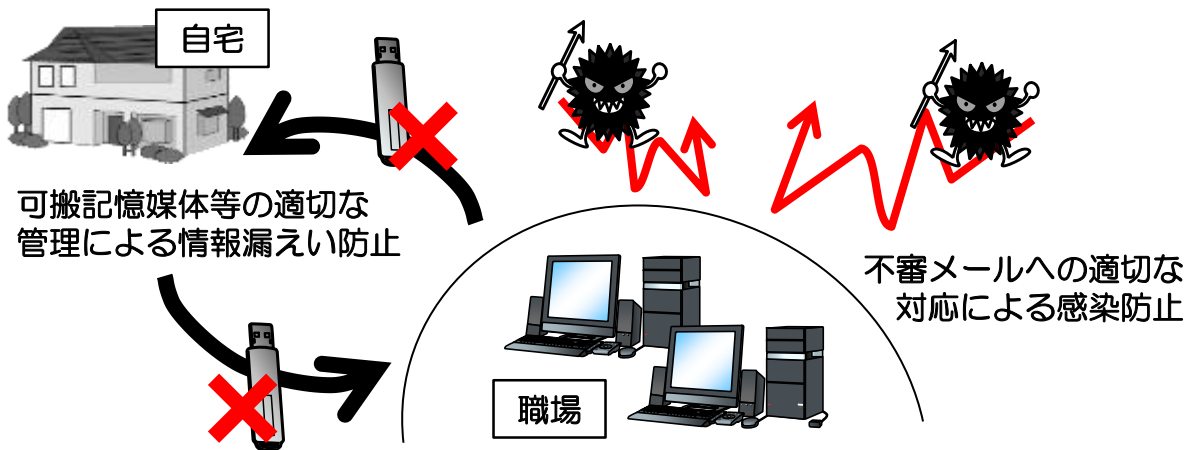 自宅
可搬記憶媒体等の適切な
管理による情報漏えい防止
不審メールへの適切な
対応による感染防止
職場